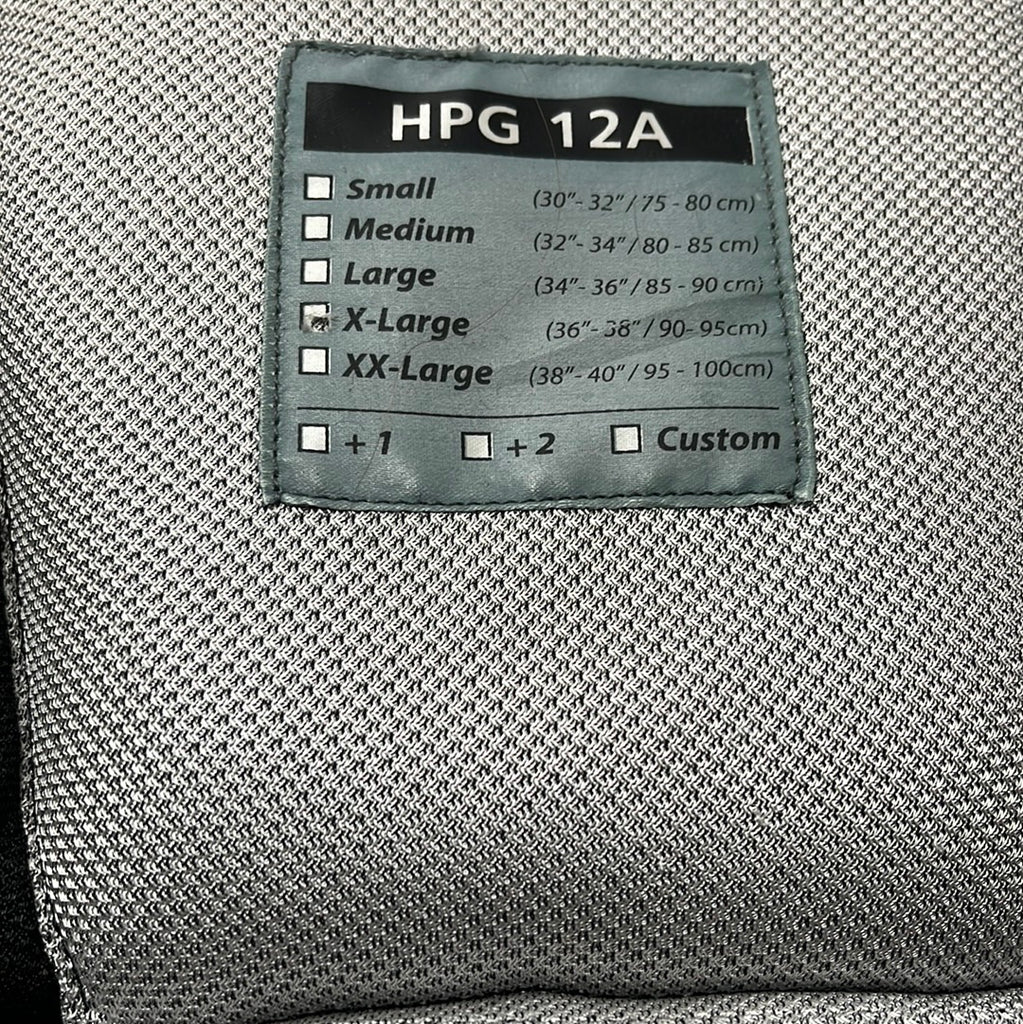 HPG 12A
Small (30"- 32" / 75 - 80 cm)
Medium (32"- 34" / 80 - 85 cm)
Large (34"- 36" / 85 - 90 cm)
X-Large (36"- 38" / 90- 95cm)
XX-Large (38"- 40" / 95 - 100cm)
+ 1 + 2 Custom